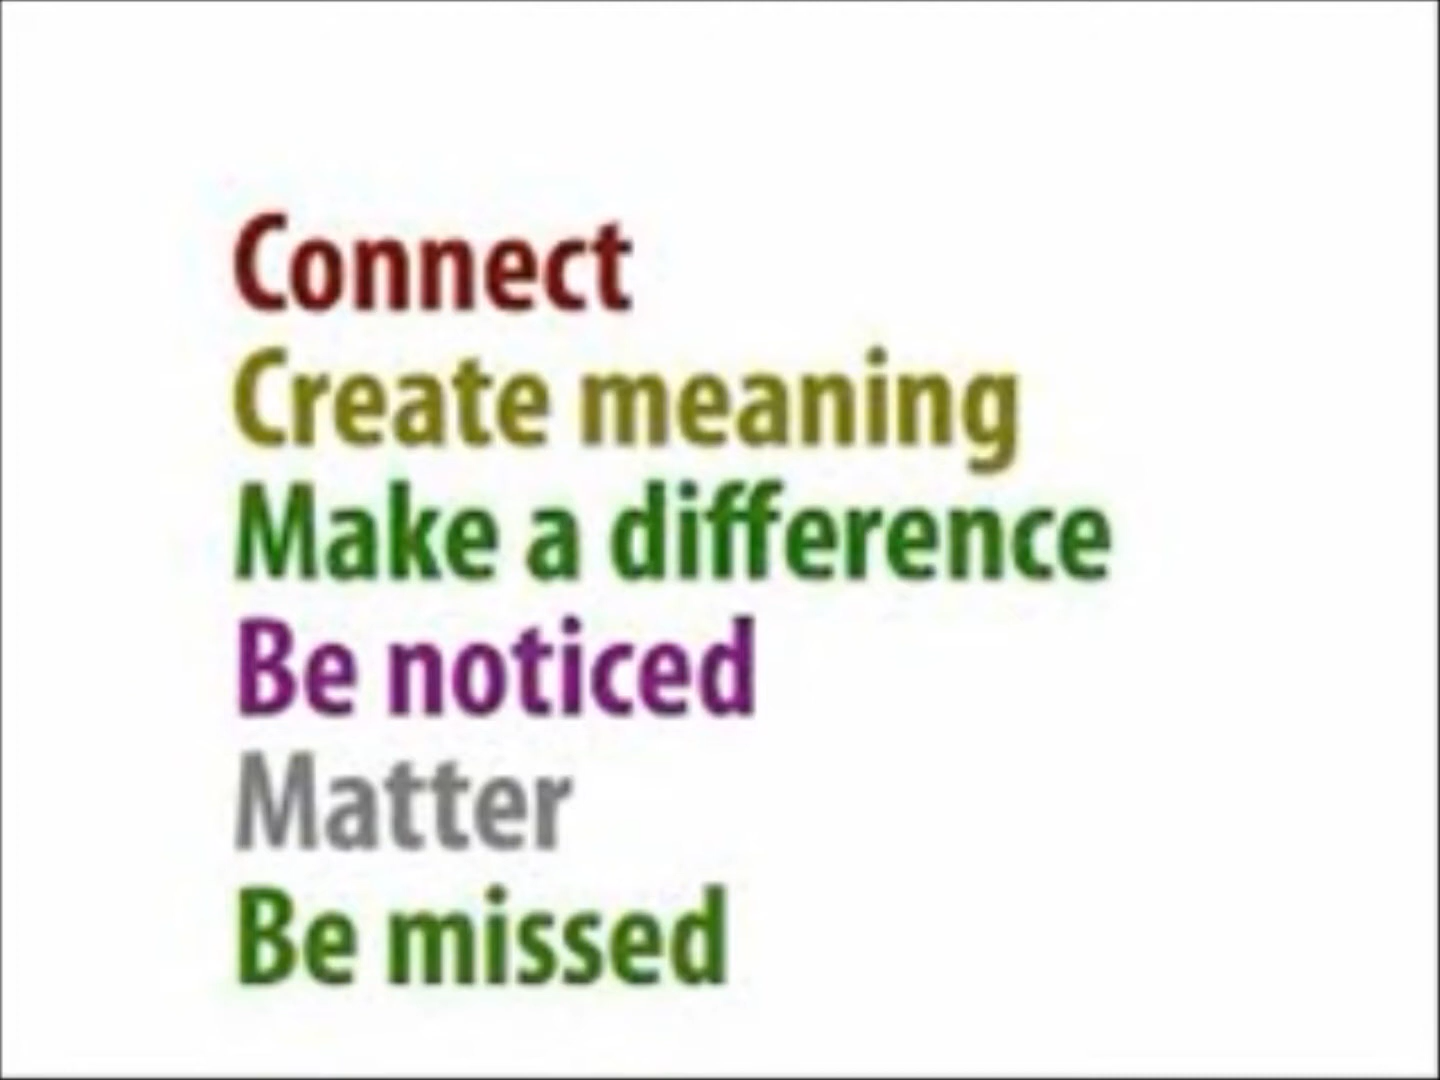 Connect
Create meaning
Make a difference
Be noticed
Matter
Be missed